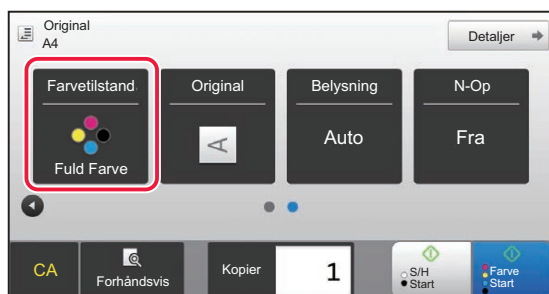 Original
A4
Detaljer
Farvetilstand
Original
Belysning
N-Op
A
Auto
Fra
Fuld Farve
CA
Forhåndsvis
Kopier
1
S/H
Start
Farve
Start